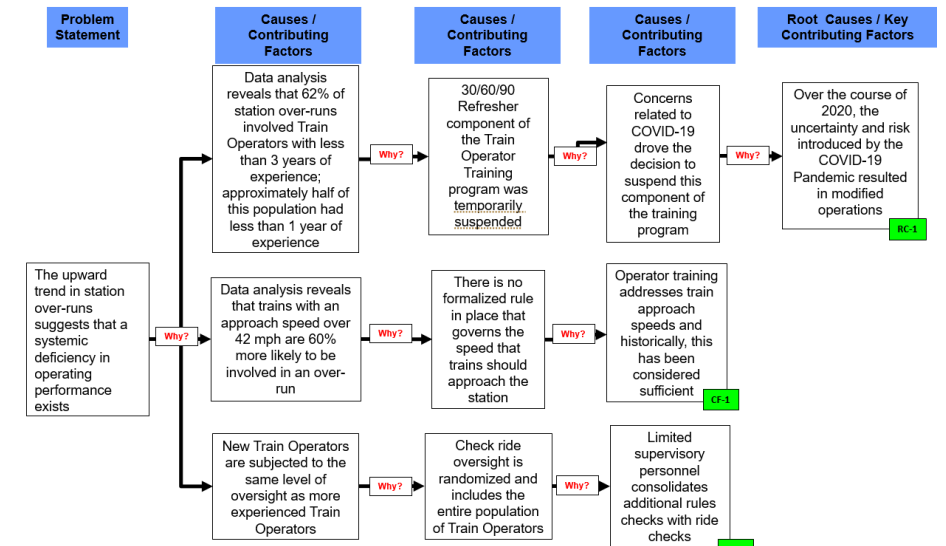 Problem
Statement
Causes /
Contributing
Factors
Causes /
Contributing
Factors
Causes /
Contributing
Factors
Root Causes / Key
Contributing Factors
Data analysis
reveals that 62% of
station over-runs
involved Train
Operators with less
than 3 years of
experience;
approximately half of
this population had
less than 1 year of
experience
Why?
30/60/90
Refresher
component of
the Train
Operator
Training
program was
temporarily
suspended
Why?
Concerns
related to
COVID-19
drove the
decision to
suspend this
component of
the training
program
Why?
Over the course of
2020, the
uncertainty and risk
introduced by the
COVID-19
Pandemic resulted
in modified
operations
RC-1
The upward
trend in station
over-runs
suggests that a
systemic
deficiency in
operating
performance
exists
Why?
Data analysis reveals
that trains with an
approach speed over
42 mph are 60%
more likely to be
involved in an over-
run
Why?
There is no
formalized rule
in place that
governs the
speed that
trains should
approach the
station
Why?
Operator training
addresses train
approach
speeds and
historically, this
has been
considered
sufficient
CF-1
New Train Operators
are subjected to the
same level of
oversight as more
experienced Train
Operators
Why?
Check ride
oversight is
randomized and
includes the
entire population
of Train Operators
Why?
Limited
supervisory
personnel
consolidates
additional rules
checks with ride
checks